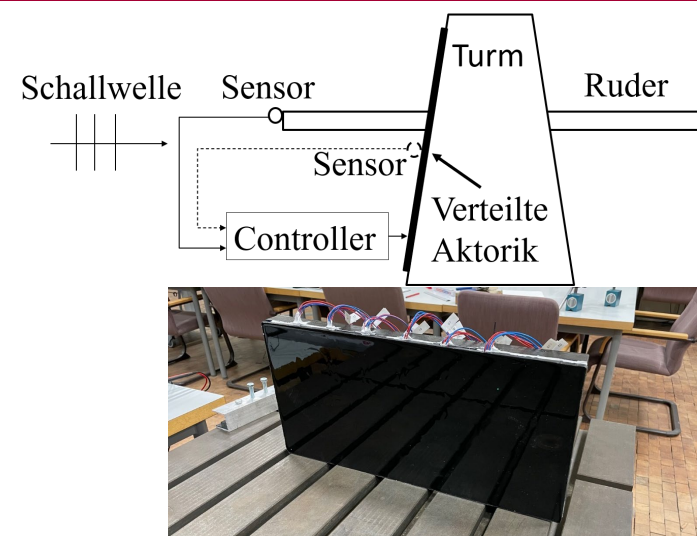 Turm
Schallwelle
Sensor
Ruder
Sensor
Verteilte
Aktorik
Controller